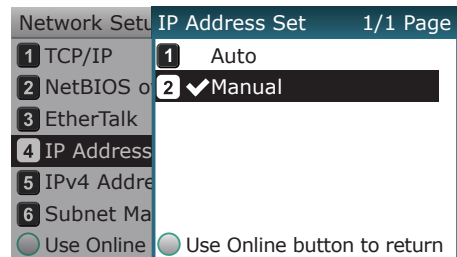 Network Setu
1 TCP/IP
2 NetBIOS o
3 EtherTalk
4 IP Address
5 IPv4 Addre
6 Subnet Ma
Use Online
IP Address Set 1/1 Page
1 Auto
2 ✔Manual
Use Online button to return